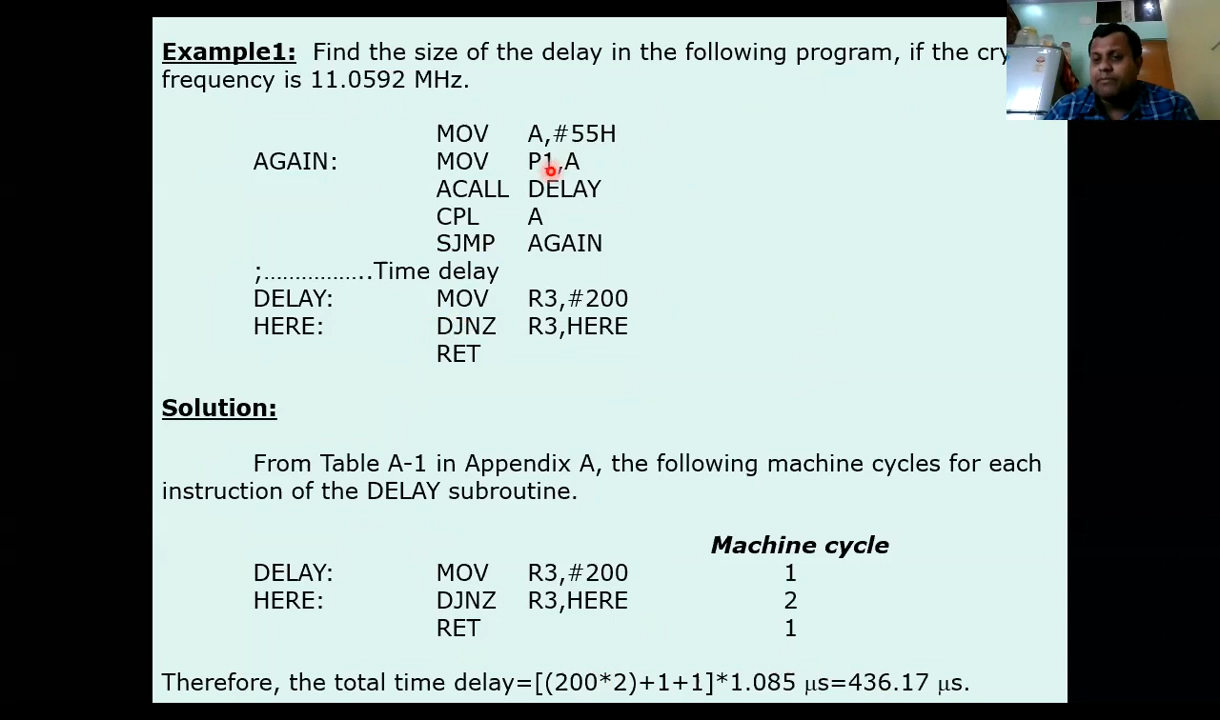 Example1: Find the size of the delay in the following program, if the cry
frequency is 11.0592 MHz.
MOV A,#55H
AGAIN: MOV P1,A
ACALL DELAY
CPL A
SJMP AGAIN
;……………..Time delay
DELAY: MOV R3,#200
HERE: DJNZ R3,HERE
RET
Solution:
From Table A-1 in Appendix A, the following machine cycles for each
instruction of the DELAY subroutine.
Machine cycle
DELAY: MOV R3,#200 1
HERE: DJNZ R3,HERE 2
RET 1
Therefore, the total time delay=[(200*2)+1+1]*1.085 μs=436.17 μs.